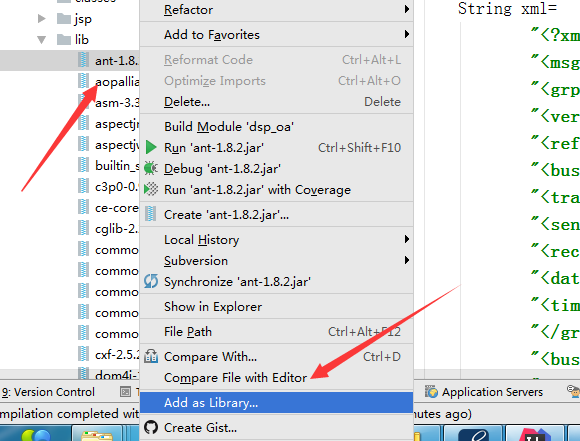 jsp
lib
ant-1.8.2
aopallia
asm-3.3
aspectj
aspectjw
builtin_s
c3p0-0.
ce-core
cglib-2.
commo
commo
commo
commo
commo
cxf-2.5.2
dom4j-1
Refactor
Add to Favorites
Reformat Code Ctrl+Alt+L
Optimize Imports Ctrl+Alt+O
Delete... Delete
Build Module 'dsp_oa'
Run 'ant-1.8.2.jar' Ctrl+Shift+F10
Debug 'ant-1.8.2.jar'
Run 'ant-1.8.2.jar' with Coverage
Create 'ant-1.8.2.jar'...
Local History
Subversion
Synchronize 'ant-1.8.2.jar'
Show in Explorer
File Path Ctrl+Alt+F12
Compare With... Ctrl+D
Compare File with Editor
Add as Library...
Create Gist...
String xml=
"<?xm
"<msg
"<grp
"<ver
"<ref
"<bus
"<tra
"<sen
"<rec
"<dat
"<tim
"</gr
"<bus
9: Version Control
Application Servers
mpilation completed
utes ago)